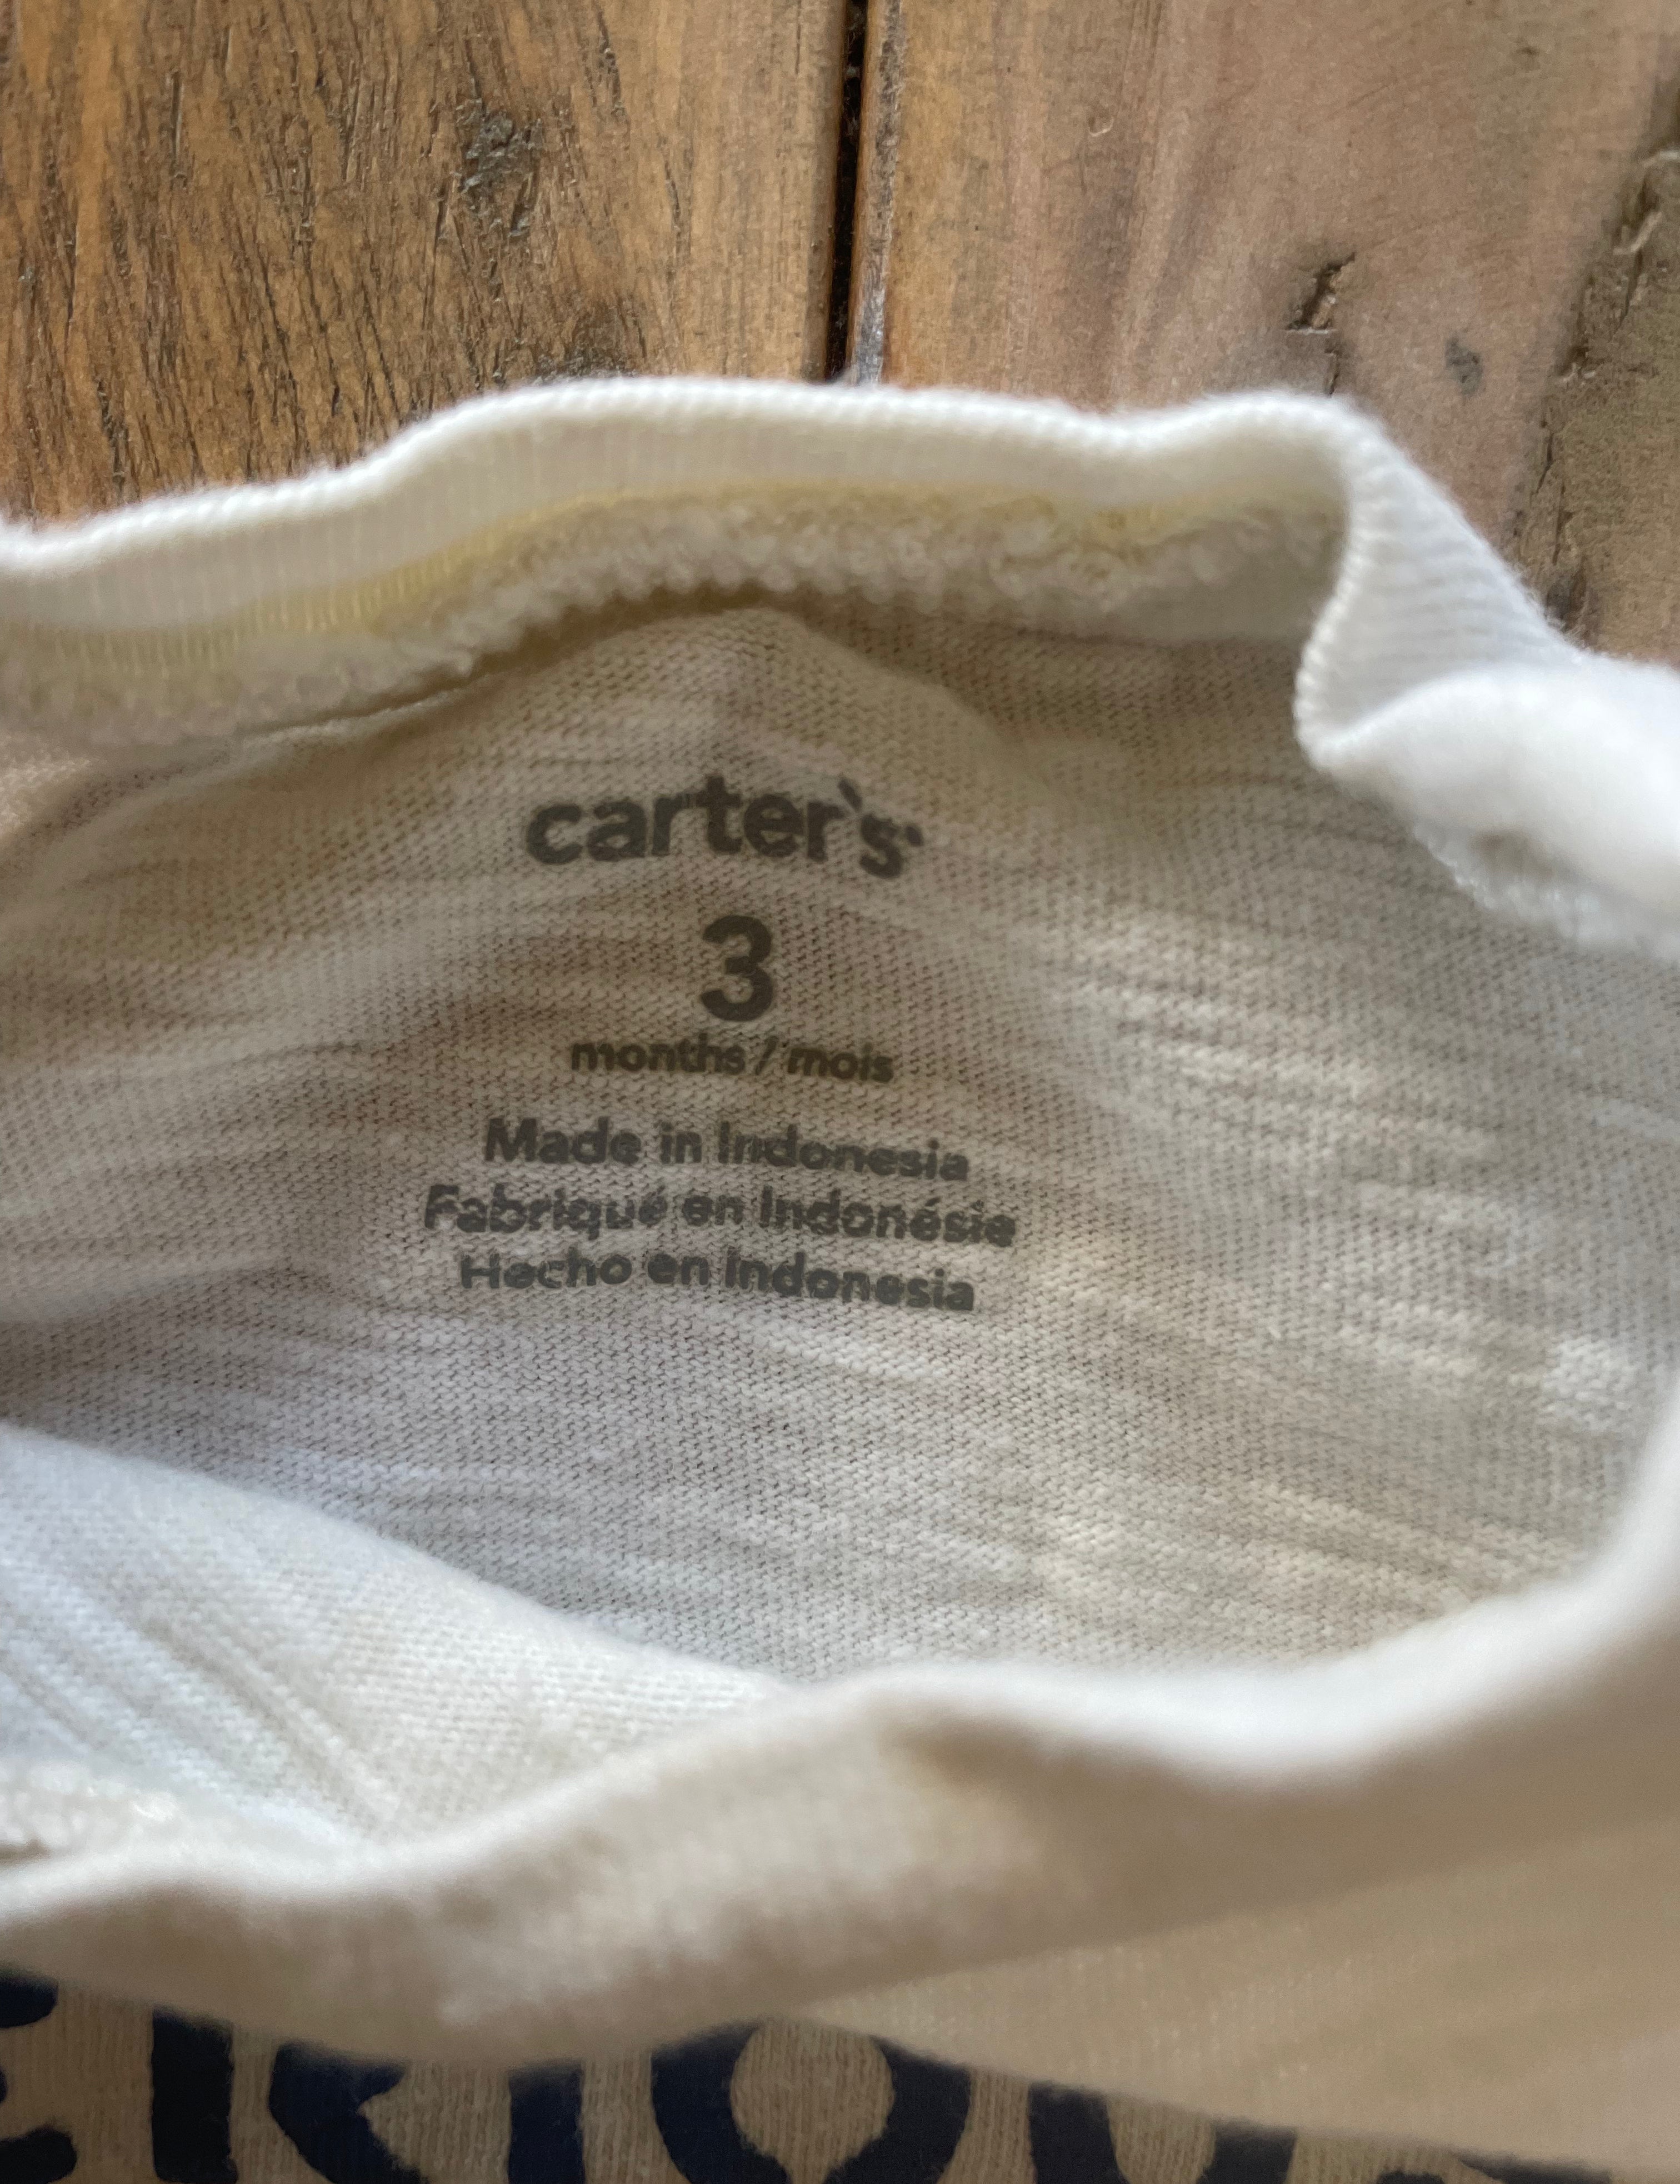 carter's
3
months / mois
Made in Indonesia
Fabriqué en Indonésie
Hecho en Indonesia